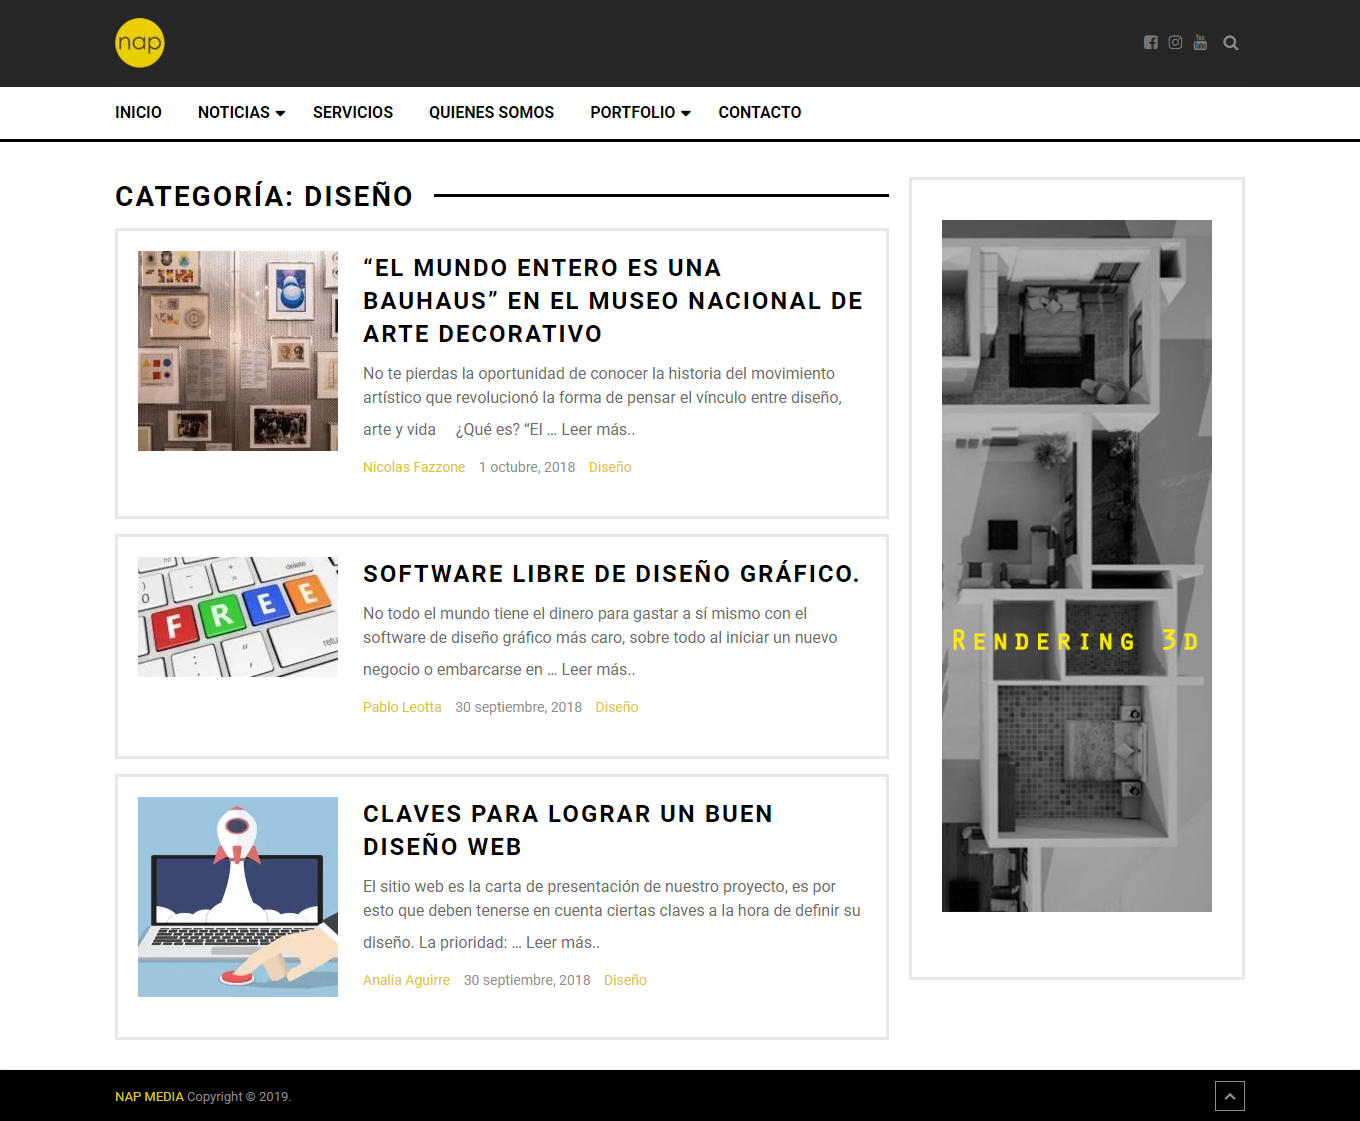 nap
INICIO NOTICIAS SERVICIOS QUIENES SOMOS PORTFOLIO CONTACTO
CATEGORÍA: DISEÑO
“EL MUNDO ENTERO ES UNA
BAUHAUS” EN EL MUSEO NACIONAL DE
ARTE DECORATIVO
No te pierdas la oportunidad de conocer la historia del movimiento
artístico que revolucionó la forma de pensar el vínculo entre diseño,
arte y vida ¿Qué es? “El … Leer más..
Nicolas Fazzone 1 octubre, 2018 Diseño
FREE
delete
SOFTWARE LIBRE DE DISEÑO GRÁFICO.
No todo el mundo tiene el dinero para gastar a sí mismo con el
software de diseño gráfico más caro, sobre todo al iniciar un nuevo
negocio o embarcarse en … Leer más..
Pablo Leotta 30 septiembre, 2018 Diseño
CLAVES PARA LOGRAR UN BUEN
DISEÑO WEB
El sitio web es la carta de presentación de nuestro proyecto, es por
esto que deben tenerse en cuenta ciertas claves a la hora de definir su
diseño. La prioridad: … Leer más..
Analia Aguirre 30 septiembre, 2018 Diseño
Rendering 3d
NAP MEDIA Copyright © 2019.